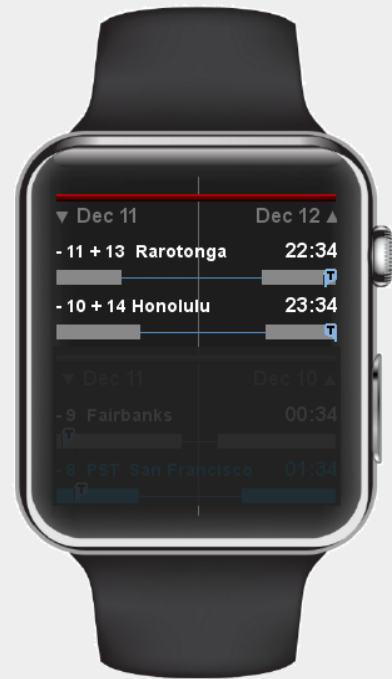 ▼ Dec 11 Dec 12 ▲
- 11 + 13 Rarotonga 22:34
T
- 10 + 14 Honolulu 23:34
T
▼ Dec 11 Dec 10 ▲
- 9 Fairbanks 00:34
T
- 8 PST San Francisco 01:34
T